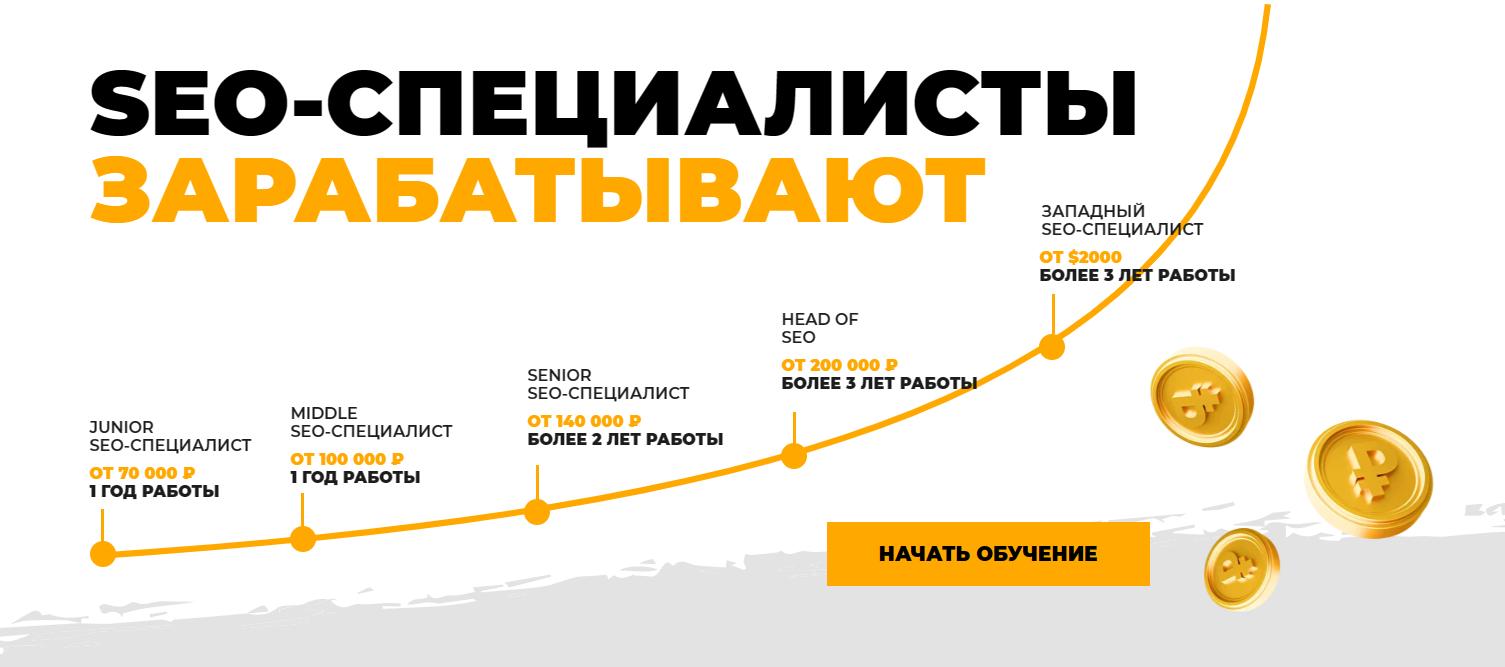 SEO-СПЕЦИАЛИСТЫ
ЗАРАБАТЫВАЮТ
JUNIOR
SEO-СПЕЦИАЛИСТ
ОТ 70 000 ₽
1 ГОД РАБОТЫ
MIDDLE
SEO-СПЕЦИАЛИСТ
ОТ 100 000 ₽
1 ГОД РАБОТЫ
SENIOR
SEO-СПЕЦИАЛИСТ
ОТ 140 000 ₽
БОЛЕЕ 2 ЛЕТ РАБОТЫ
HEAD OF
SEO
ОТ 200 000 ₽
БОЛЕЕ 3 ЛЕТ РАБОТЫ
ЗАПАДНЫЙ
SEO-СПЕЦИАЛИСТ
ОТ $2000
БОЛЕЕ 3 ЛЕТ РАБОТЫ
НАЧАТЬ ОБУЧЕНИЕ
₽
₽
₽